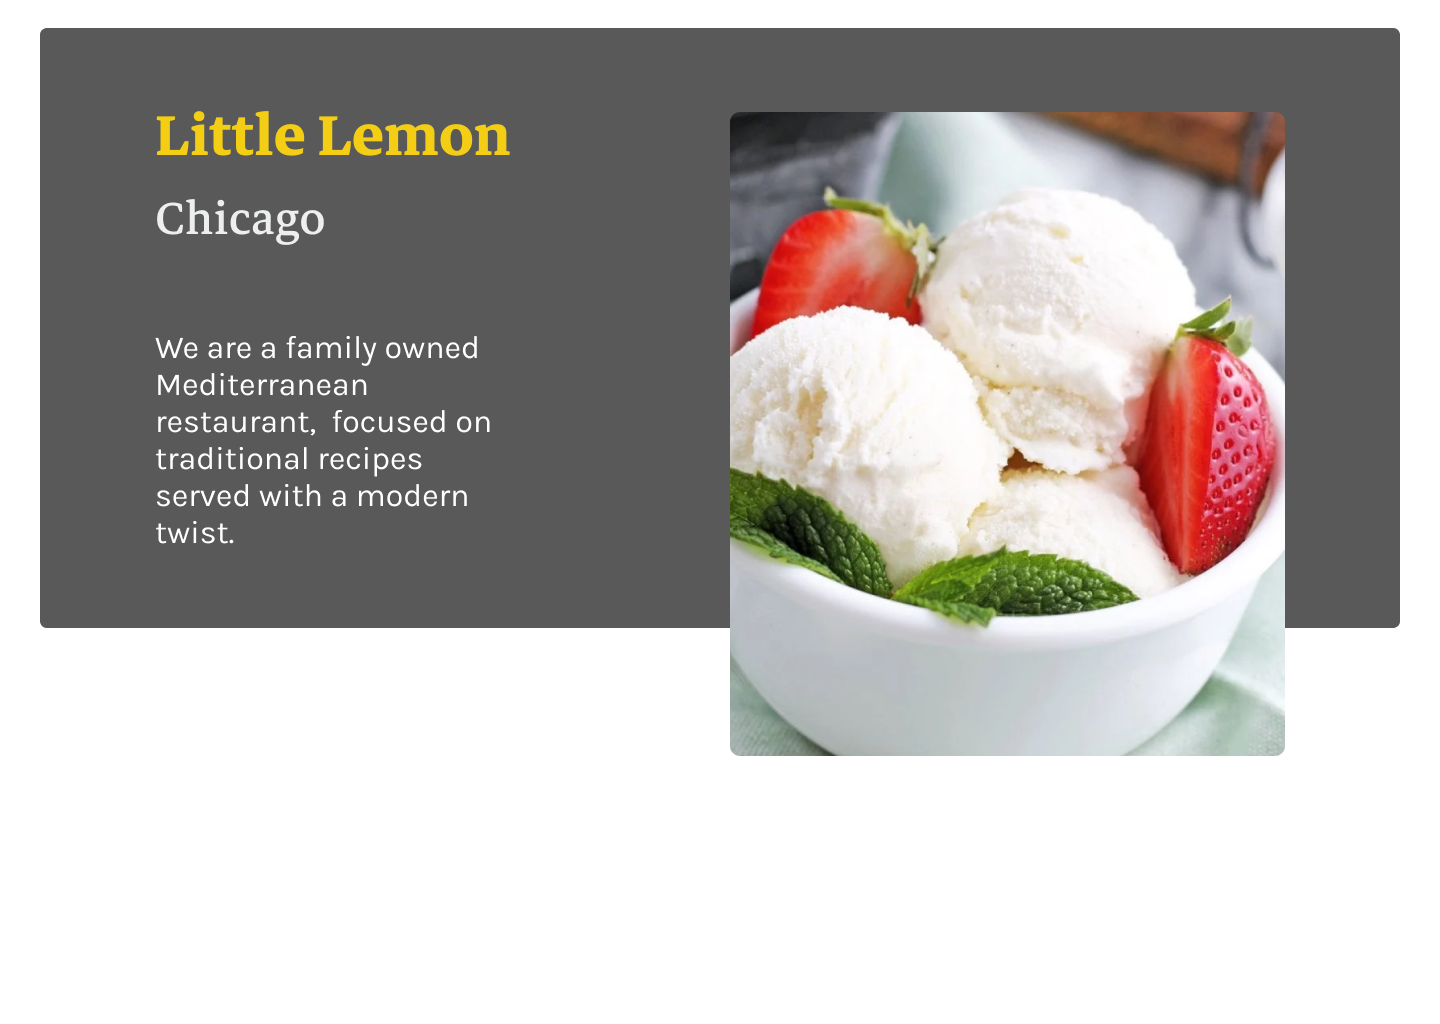 Little Lemon
Chicago
We are a family owned
Mediterranean
restaurant,  focused on
traditional recipes
served with a modern
twist.